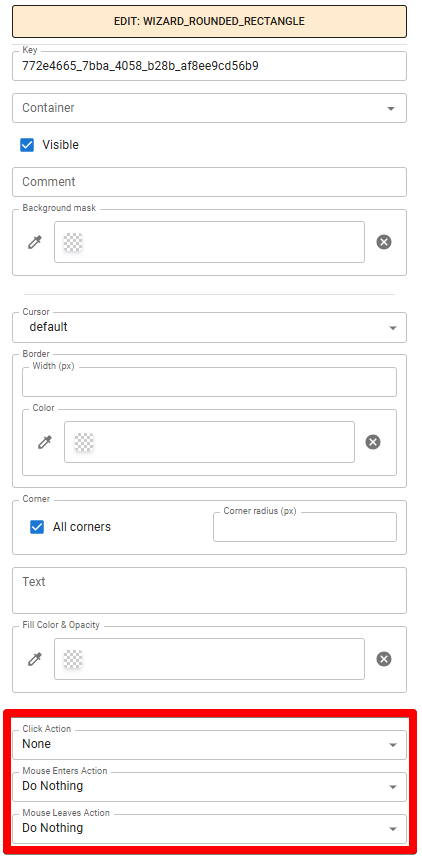 EDIT: WIZARD_ROUNDED_RECTANGLE
Key
772e4665_7bba_4058_b28b_af8ee9cd56b9
Container
Visible
Comment
Background mask
Cursor
default
Border
Width (px)
Color
Corner
All corners
Corner radius (px)
Text
Fill Color & Opacity
Click Action
None
Mouse Enters Action
Do Nothing
Mouse Leaves Action
Do Nothing